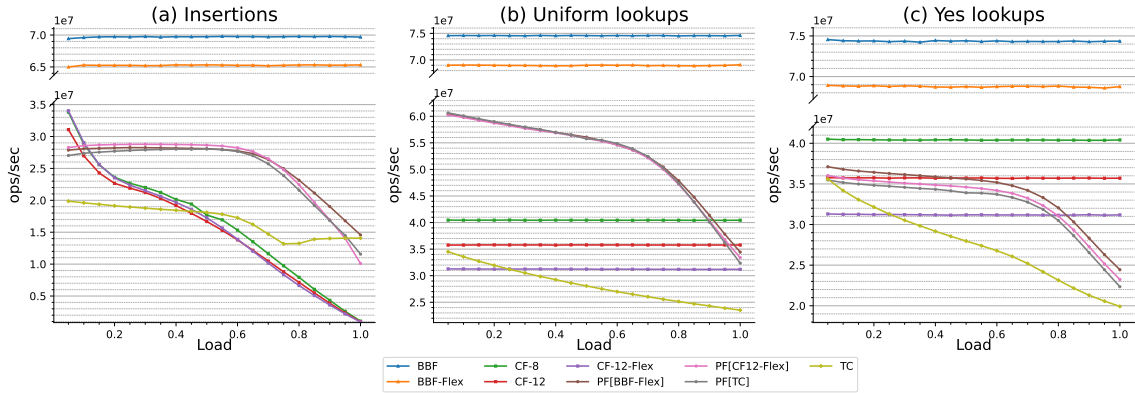 (a) Insertions
1e7
7.0
6.5
1e7
3.5
3.0
2.5
2.0
1.5
1.0
0.5
ops/sec
0.2 0.4 0.6 0.8 1.0
Load
(b) Uniform lookups
1e7
7.5
7.0
1e7
6.0
5.5
5.0
4.5
4.0
3.5
3.0
2.5
ops/sec
0.2 0.4 0.6 0.8 1.0
Load
(c) Yes lookups
1e7
7.5
7.0
1e7
4.0
3.5
3.0
2.5
2.0
ops/sec
0.2 0.4 0.6 0.8 1.0
Load
BBF CF-8 CF-12-Flex PF[CF12-Flex] TC
BBF-Flex CF-12 PF[BBF-Flex] PF[TC]